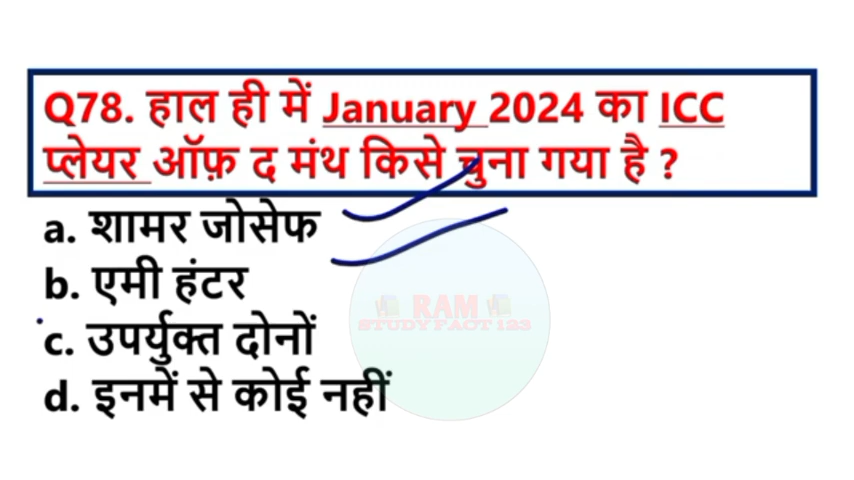 Q78. हाल ही में January 2024 का ICC
प्लेयर ऑफ़ द मंथ किसे चुना गया है ?
a. शामर जोसेफ
b. एमी हंटर
RAM
STUDY FACT 123
c. उपर्युक्त दोनों
d. इनमें से कोई नहीं